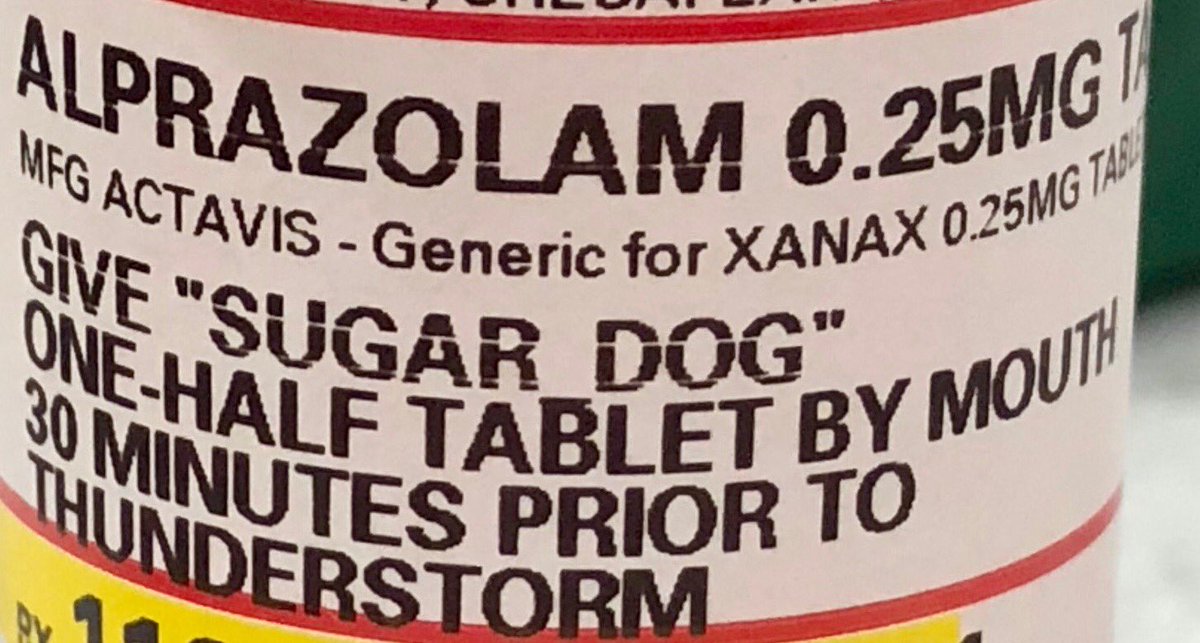 ALPRAZOLAM 0.25MG
MFG ACTAVIS - Generic for XANAX 0.25MG
GIVE "SUGAR DOG"
ONE-HALF TABLET BY MOUTH
30 MINUTES PRIOR TO
THUNDERSTORM